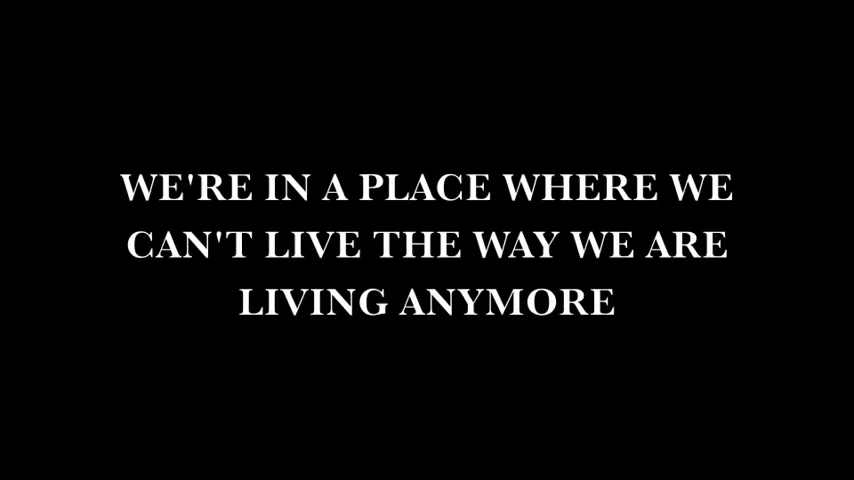 WE'RE IN A PLACE WHERE WE
CAN'T LIVE THE WAY WE ARE
LIVING ANYMORE